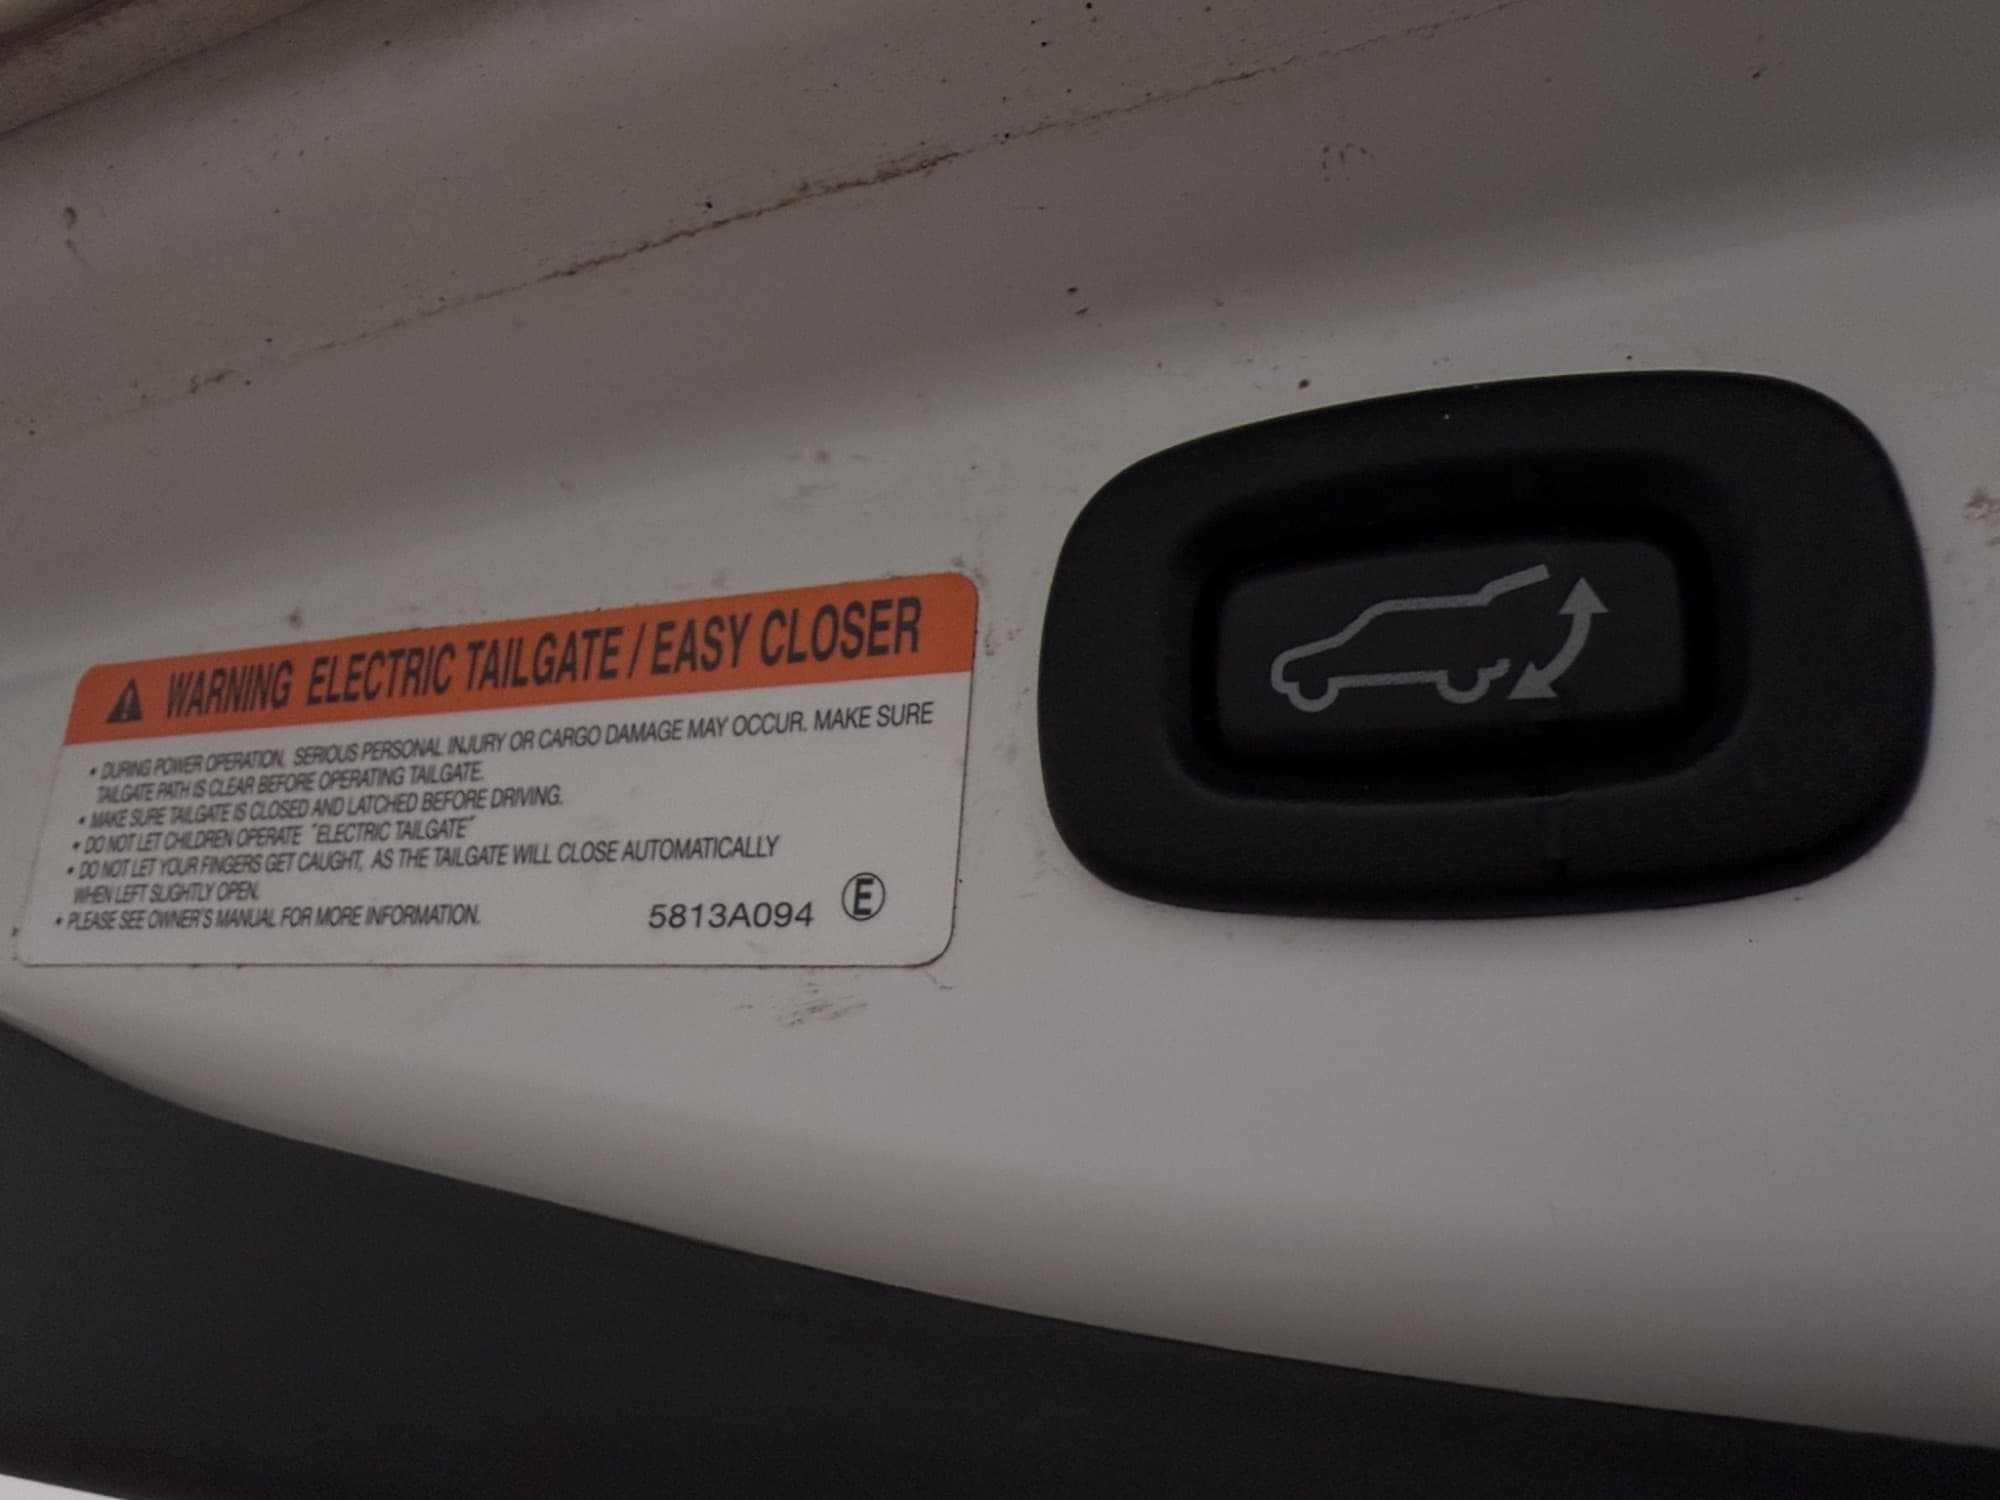 WARNING ELECTRIC TAILGATE / EASY CLOSER
• DURING POWER OPERATION, SERIOUS PERSONAL INJURY OR CARGO DAMAGE MAY OCCUR. MAKE SURE
TAILGATE PATH IS CLEAR BEFORE OPERATING TAILGATE.
• MAKE SURE TAILGATE IS CLOSED AND LATCHED BEFORE DRIVING.
• DO NOT LET CHILDREN OPERATE "ELECTRIC TAILGATE"
• DO NOT LET YOUR FINGERS GET CAUGHT, AS THE TAILGATE WILL CLOSE AUTOMATICALLY
WHEN LEFT SLIGHTLY OPEN.
• PLEASE SEE OWNER'S MANUAL FOR MORE INFORMATION.
5813A094 Ⓔ